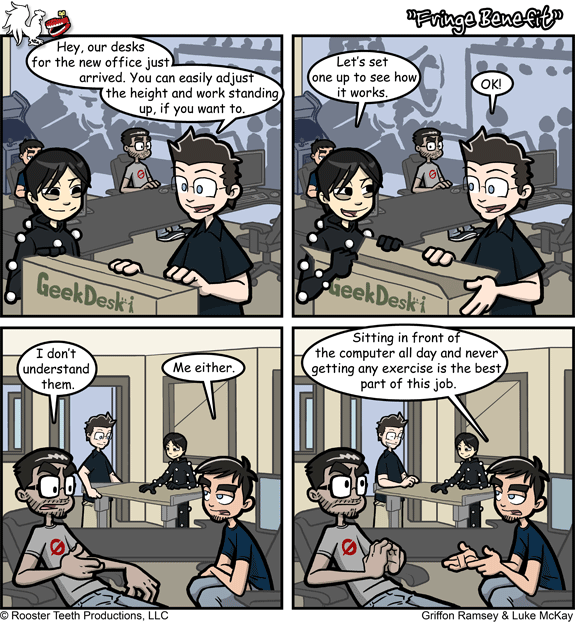 "Fringe Benefit"
Hey, our desks
for the new office just
arrived. You can easily adjust
the height and work standing
up, if you want to.
GeekDesk
Let's set
one up to see how
it works.
OK!
GeekDesk
I don't
understand
them.
Me either.
Sitting in front of
the computer all day and never
getting any exercise is the best
part of this job.
© Rooster Teeth Productions, LLC
Griffon Ramsey & Luke McKay